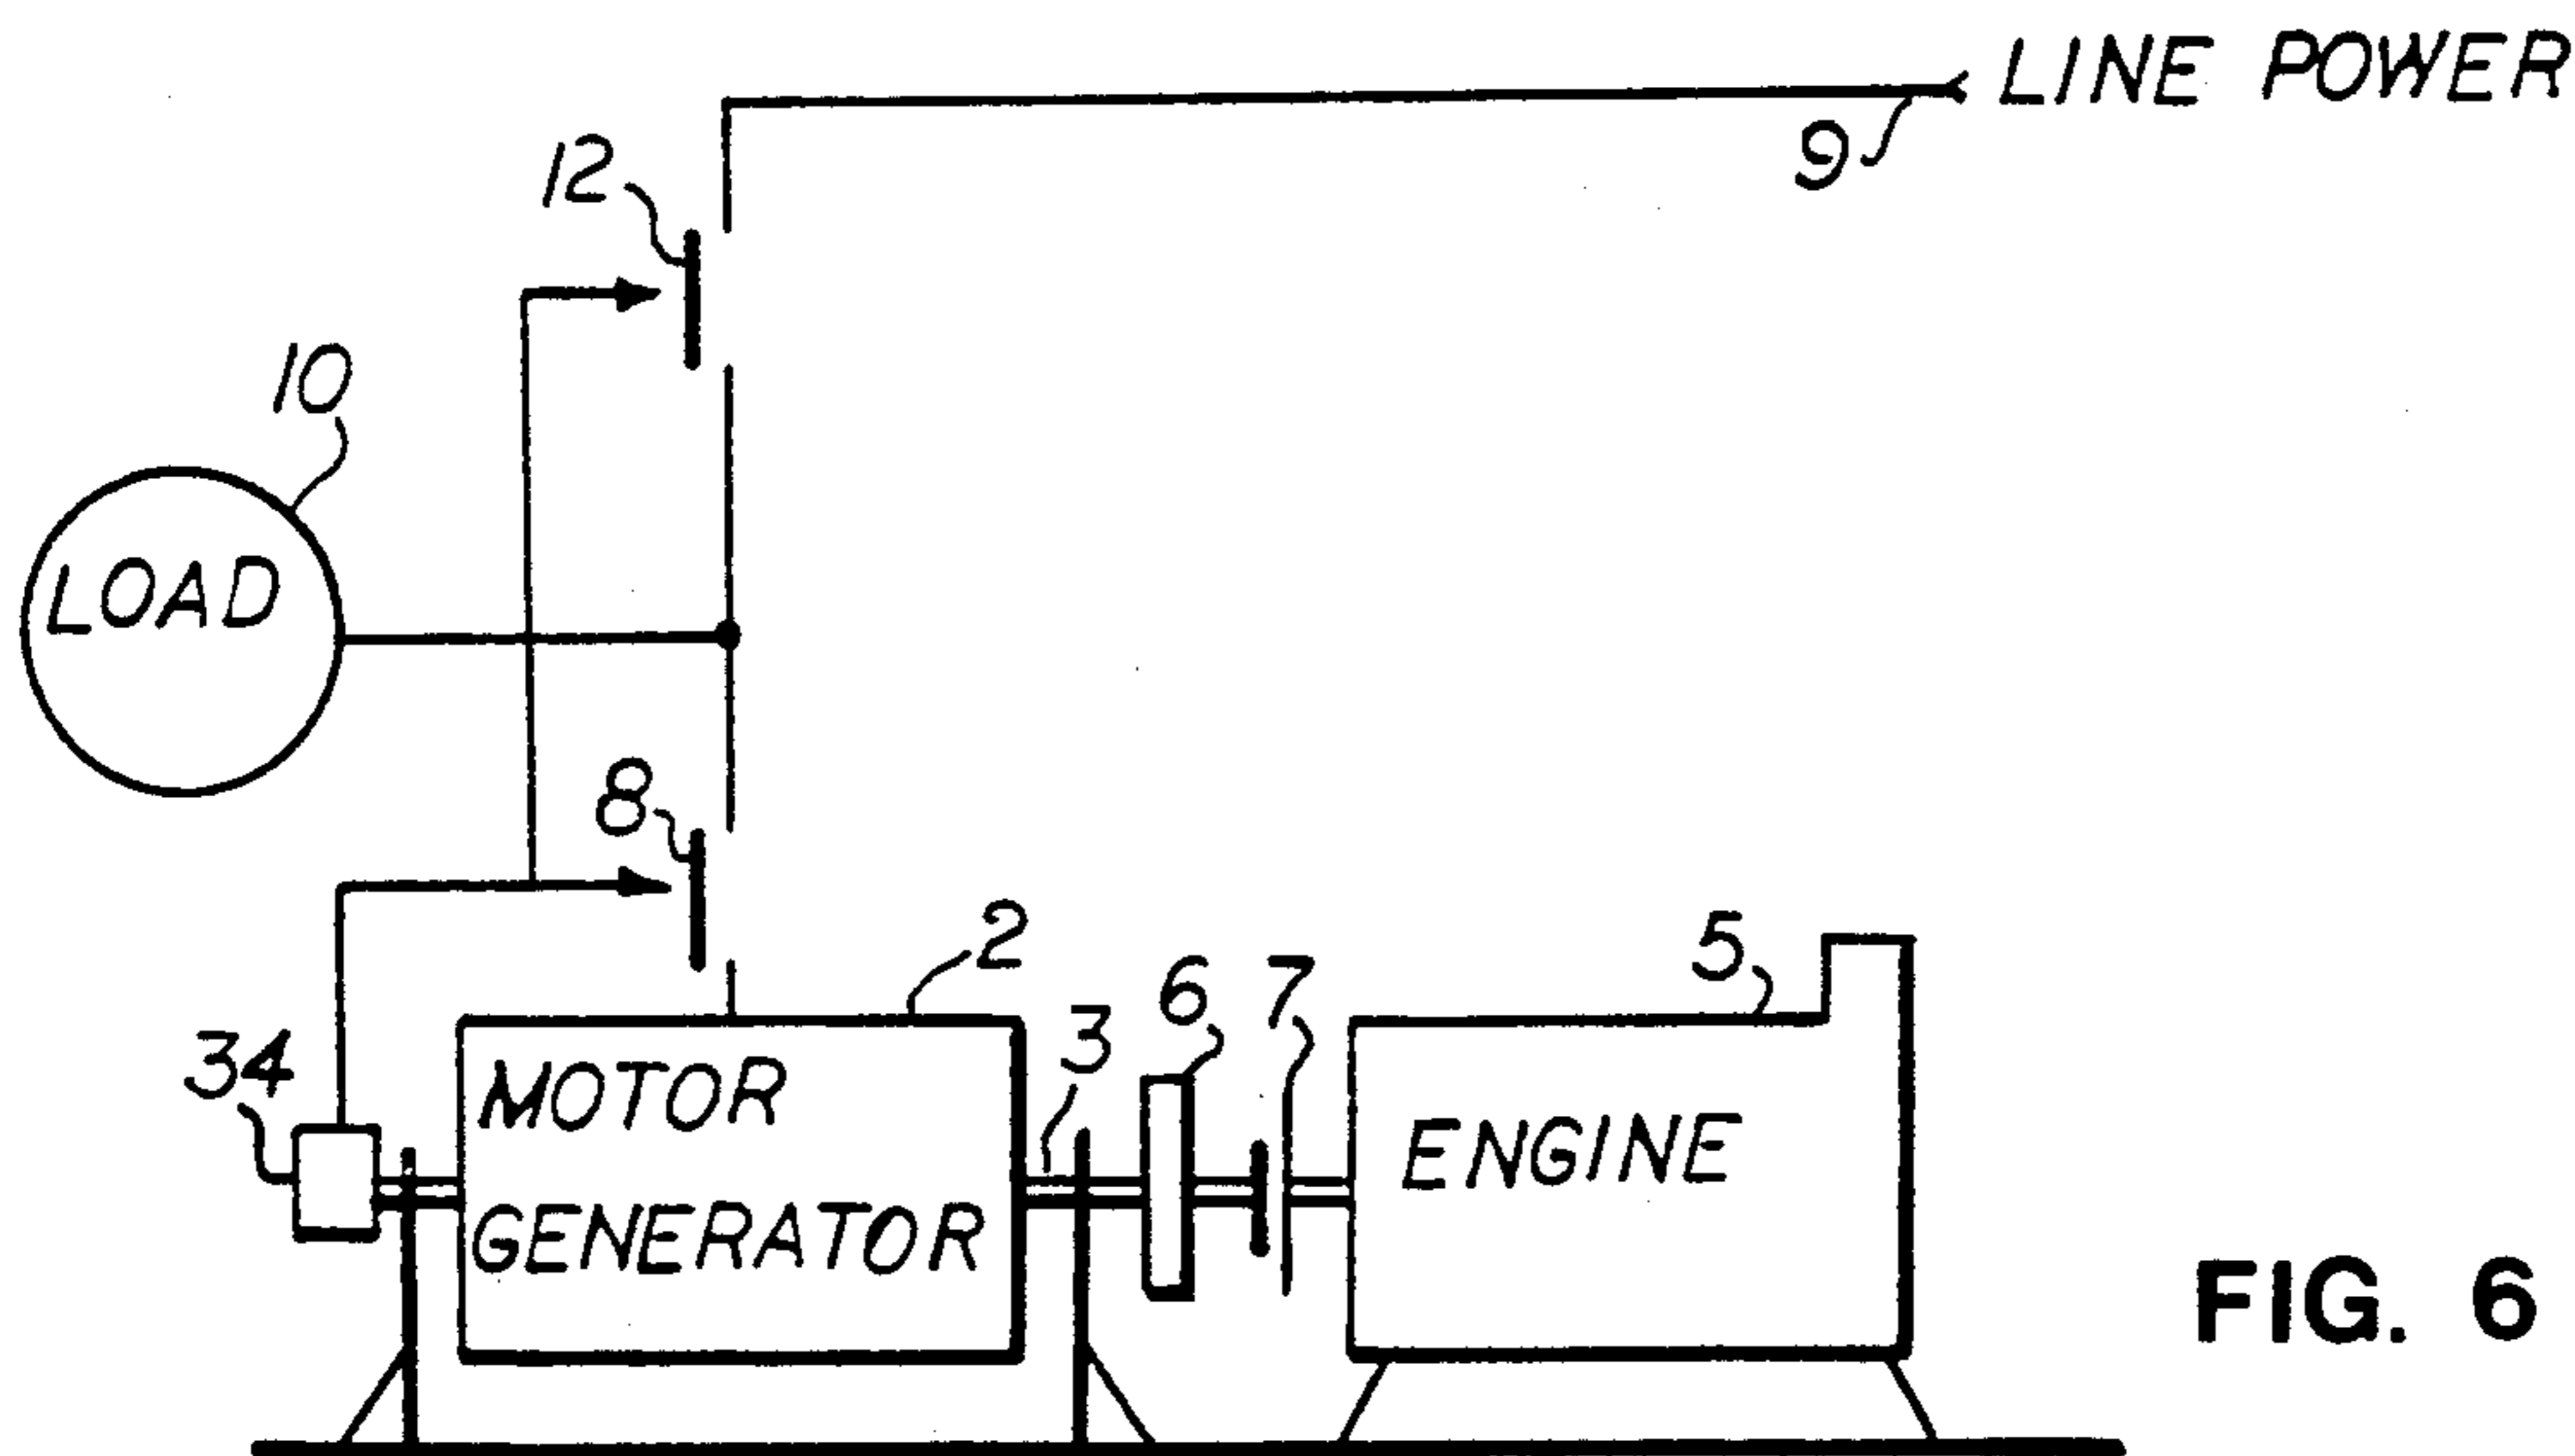 LINE POWER
9
12
10
LOAD
8
2
5
6
7
3
34
MOTOR
GENERATOR
ENGINE
FIG. 6